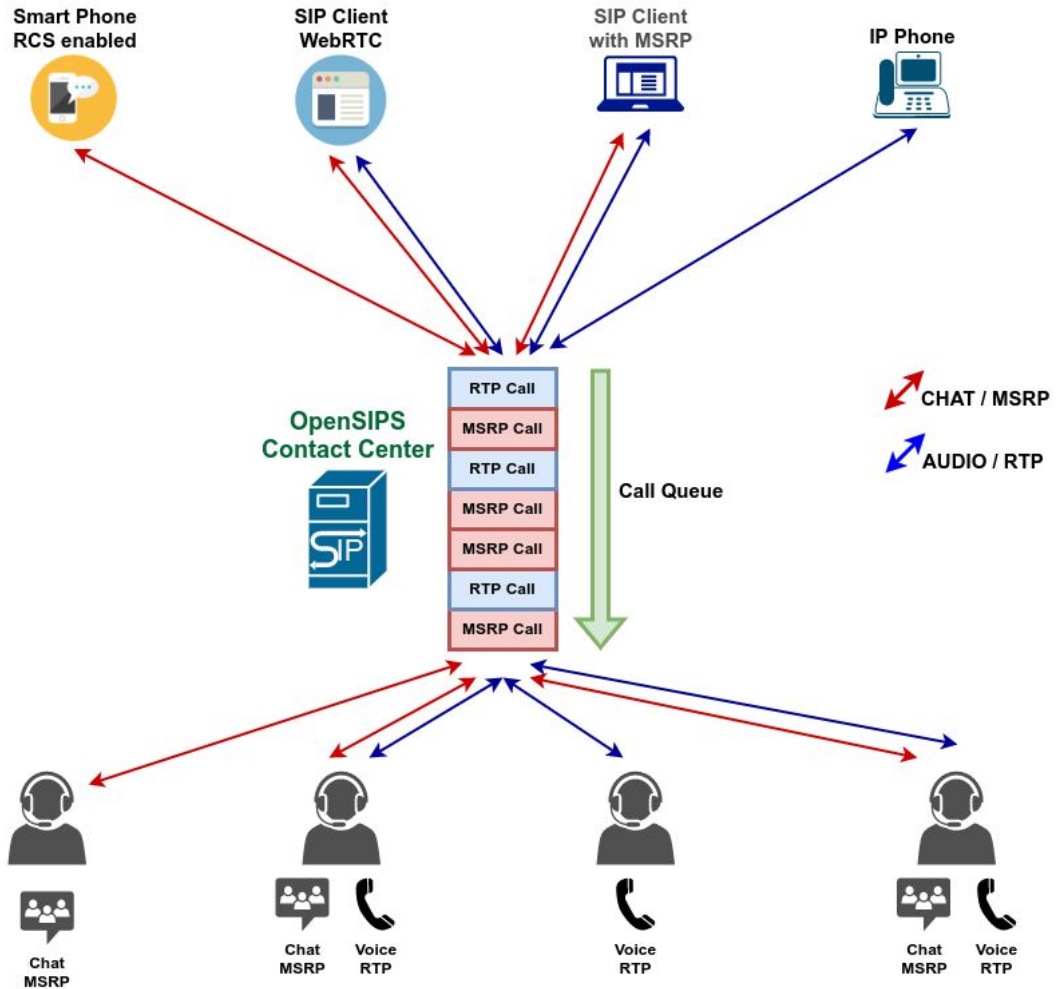 Smart Phone
RCS enabled
SIP Client
WebRTC
SIP Client
with MSRP
IP Phone
RTP Call
MSRP Call
RTP Call
MSRP Call
MSRP Call
RTP Call
MSRP Call
OpenSIPS
Contact Center
SIP
Call Queue
CHAT / MSRP
AUDIO / RTP
Chat
MSRP
Chat
MSRP
Voice
RTP
Voice
RTP
Chat
MSRP
Voice
RTP